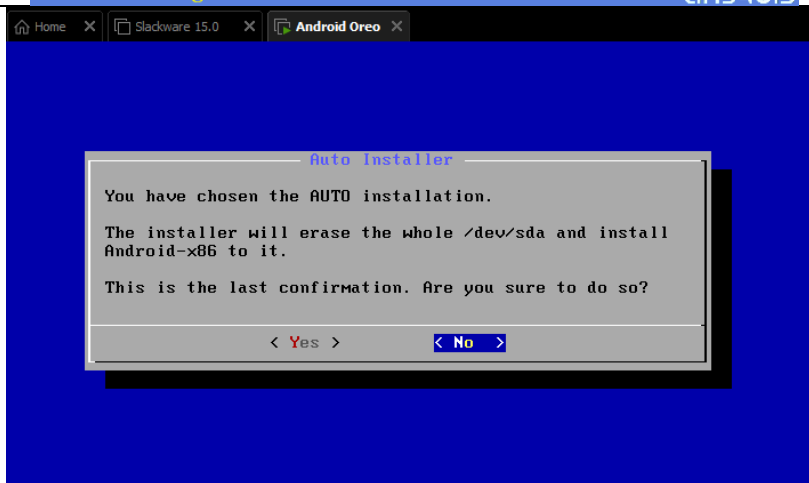 Home
Slackware 15.0
Android Oreo
Auto Installer
You have chosen the AUTO installation.
The installer will erase the whole /dev/sda and install
Android-x86 to it.
This is the last confirmation. Are you sure to do so?
< Yes > < No >